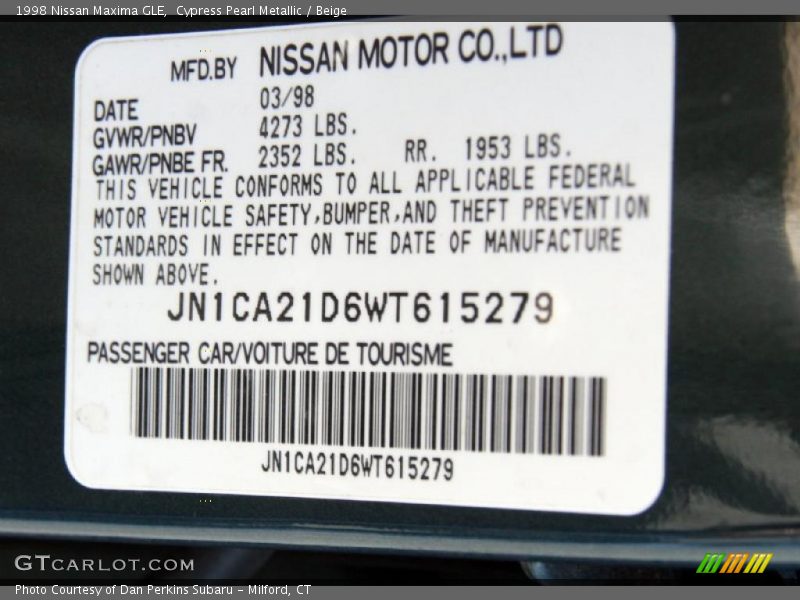 1998 Nissan Maxima GLE,  Cypress Pearl Metallic / Beige
MFD.BY NISSAN MOTOR CO.,LTD
DATE 03/98
GVWR/PNBV 4273 LBS.
GAWR/PNBE FR. 2352 LBS. RR. 1953 LBS.
THIS VEHICLE CONFORMS TO ALL APPLICABLE FEDERAL
MOTOR VEHICLE SAFETY,BUMPER,AND THEFT PREVENTION
STANDARDS IN EFFECT ON THE DATE OF MANUFACTURE
SHOWN ABOVE.
JN1CA21D6WT615279
PASSENGER CAR/VOITURE DE TOURISME
JN1CA21D6WT615279
GTCARLOT.COM
Photo Courtesy of Dan Perkins Subaru - Milford, CT